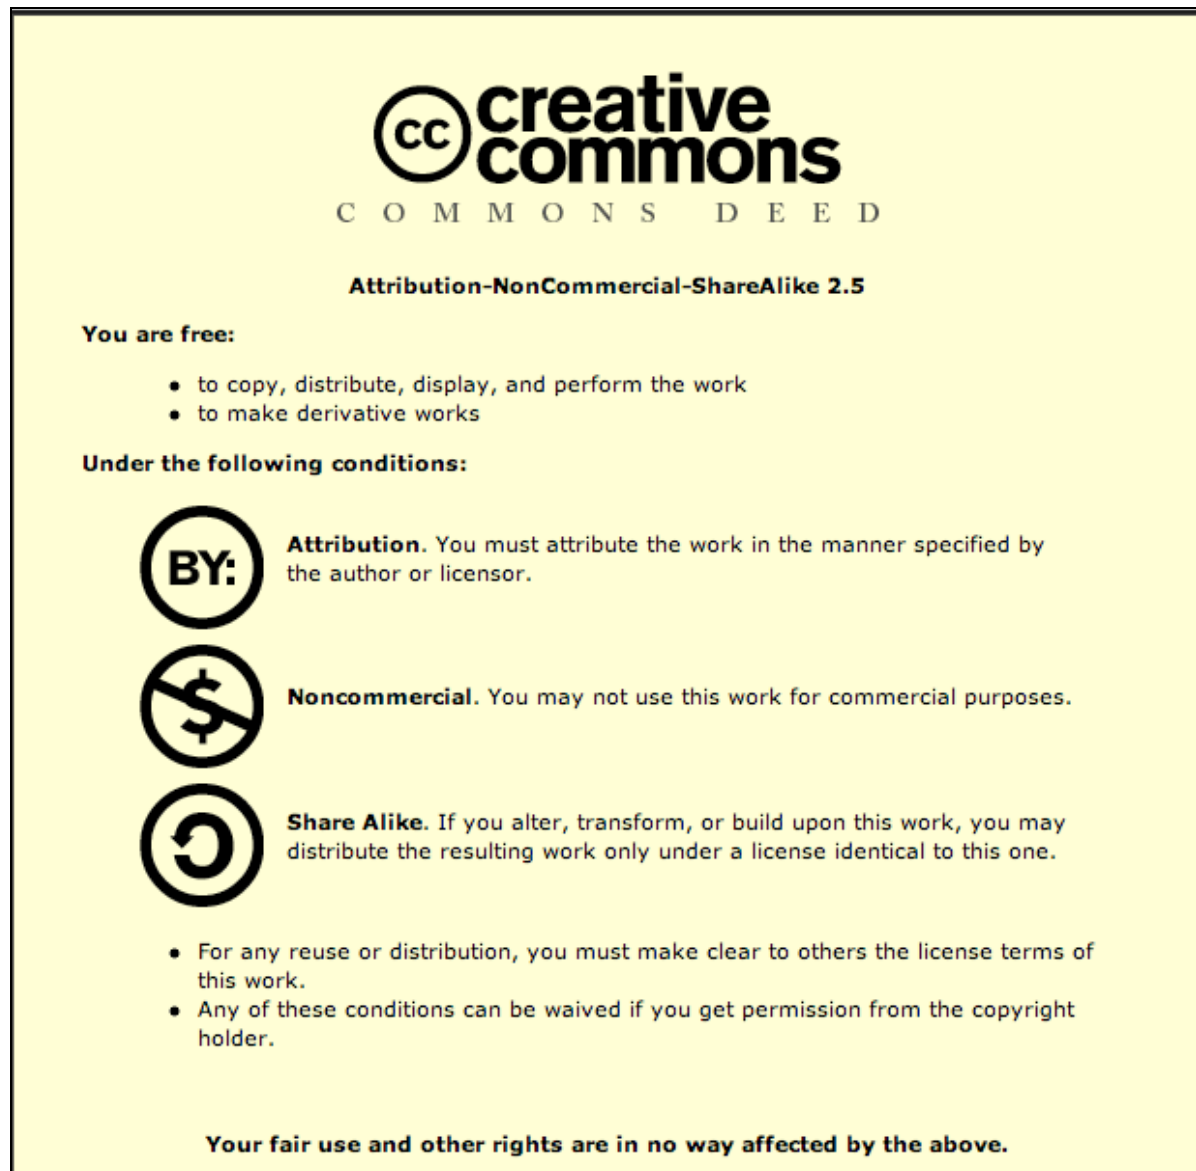 cc creative
commons
COMMONS DEED
Attribution-NonCommercial-ShareAlike 2.5
You are free:
• to copy, distribute, display, and perform the work
• to make derivative works
Under the following conditions:
BY:
Attribution. You must attribute the work in the manner specified by
the author or licensor.
$
Noncommercial. You may not use this work for commercial purposes.
Share Alike. If you alter, transform, or build upon this work, you may
distribute the resulting work only under a license identical to this one.
• For any reuse or distribution, you must make clear to others the license terms of
this work.
• Any of these conditions can be waived if you get permission from the copyright
holder.
Your fair use and other rights are in no way affected by the above.